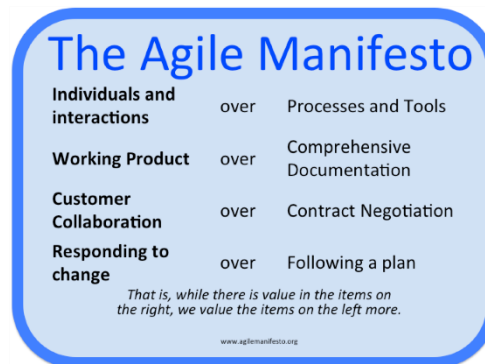 The Agile Manifesto
Individuals and
interactions over Processes and Tools
Working Product over Comprehensive
Documentation
Customer
Collaboration over Contract Negotiation
Responding to
change over Following a plan
That is, while there is value in the items on
the right, we value the items on the left more.
www.agilemanifesto.org